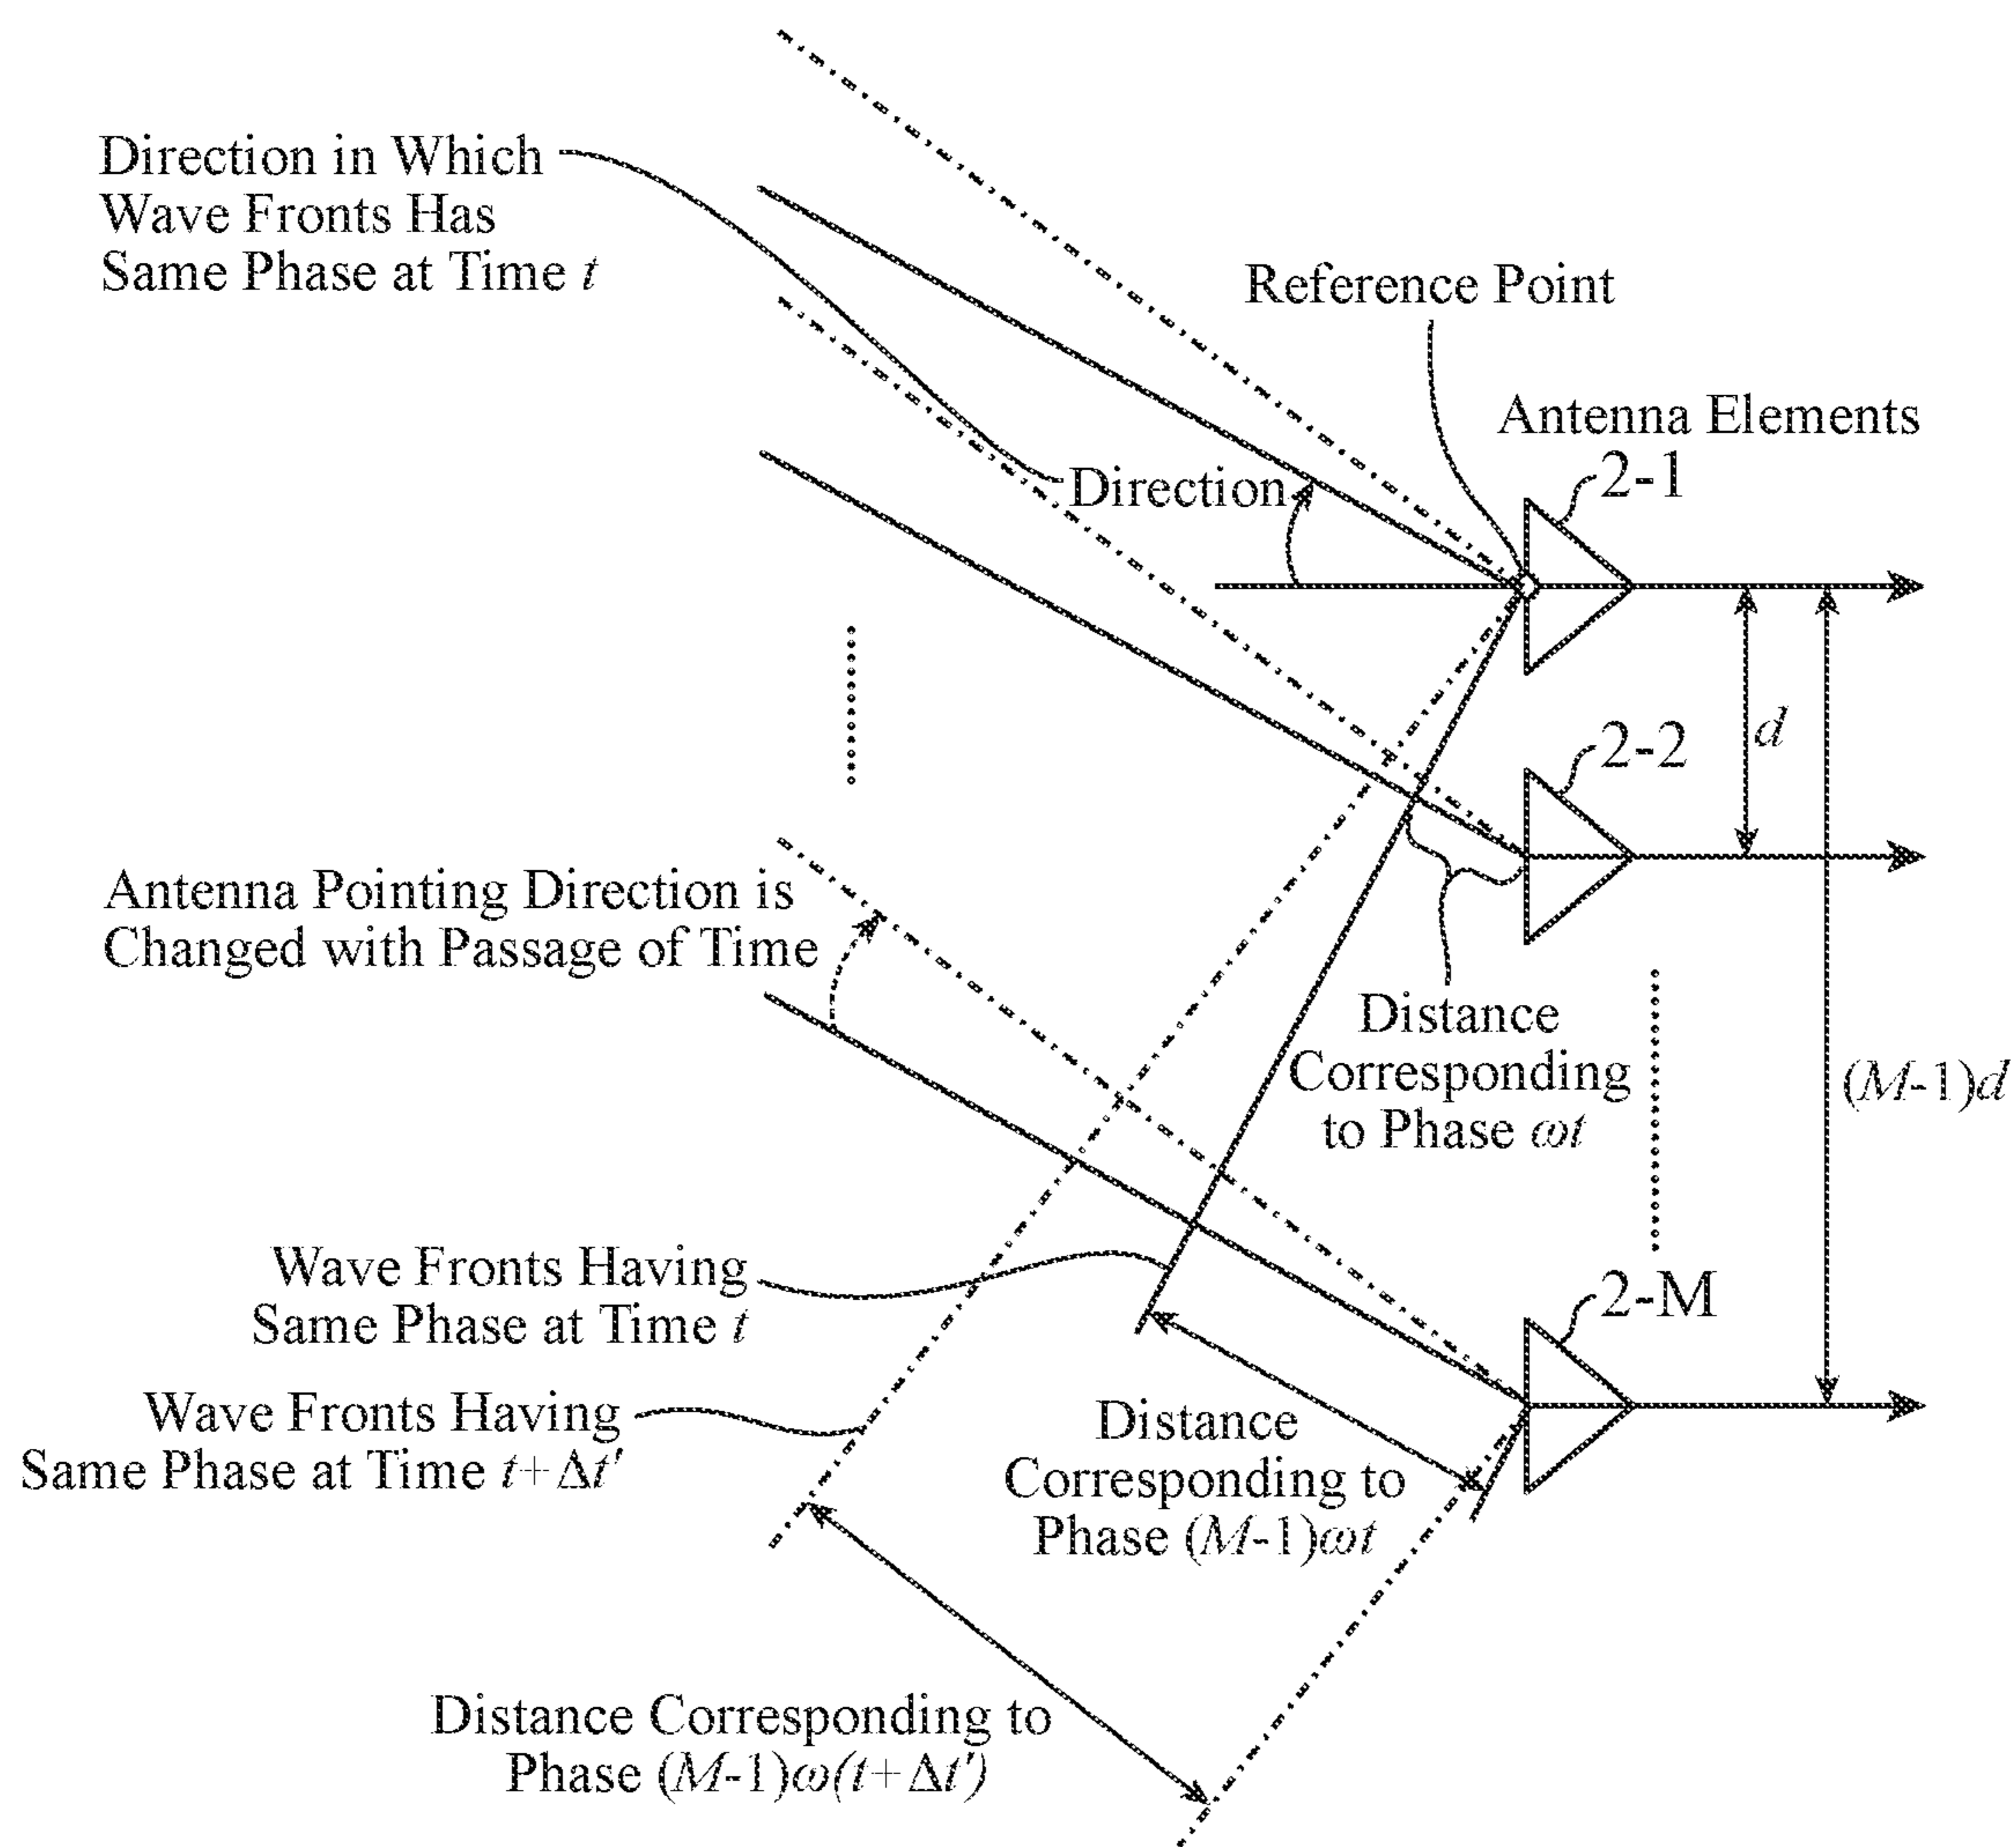 Direction in Which
Wave Fronts Has
Same Phase at Time t
Reference Point
Antenna Elements
2-1
Direction
2-2
d
Antenna Pointing Direction is
Changed with Passage of Time
Distance
Corresponding
to Phase ωt
(M-1)d
Wave Fronts Having
Same Phase at Time t
2-M
Wave Fronts Having
Same Phase at Time t+Δt'
Distance
Corresponding to
Phase (M-1)ωt
Distance Corresponding to
Phase (M-1)ω(t+Δt')